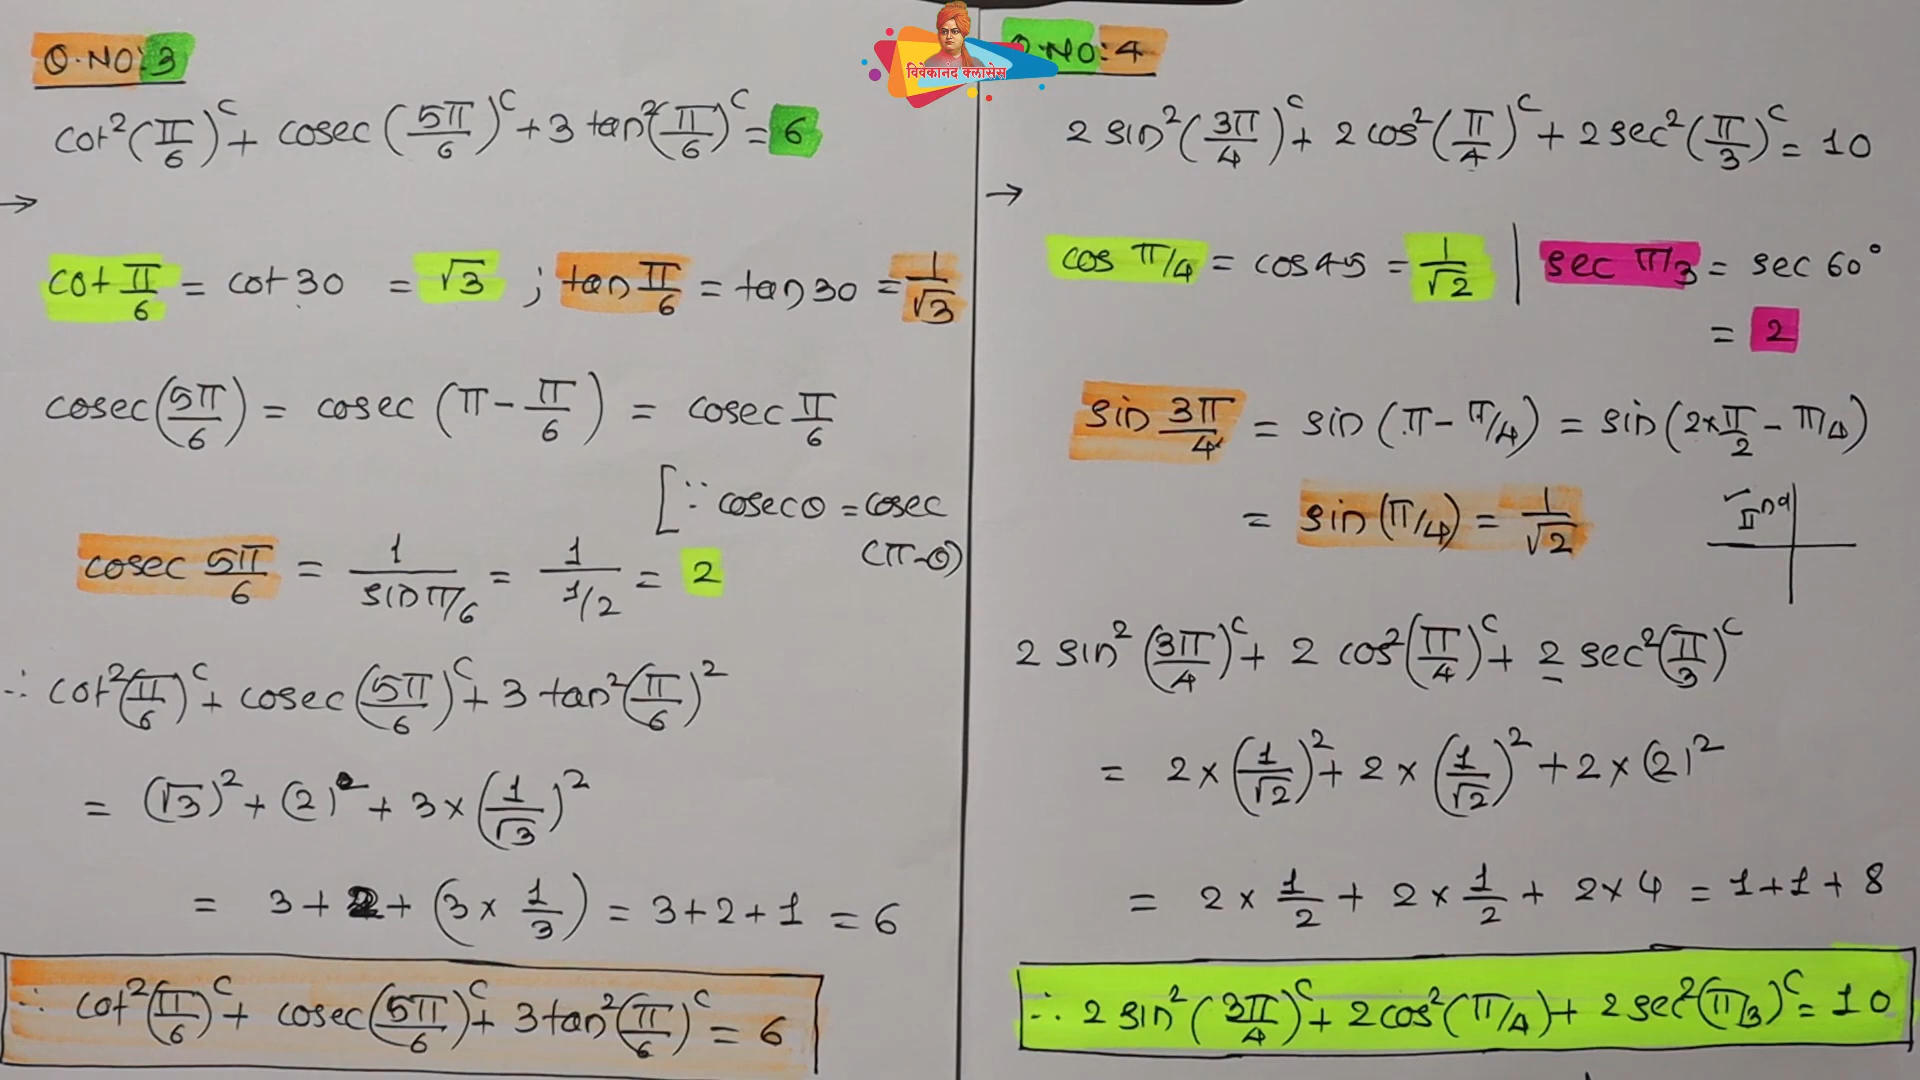 Q.NO:3
cot²(π/6)ᶜ + cosec(5π/6)ᶜ + 3 tan²(π/6)ᶜ = 6
→
cot π/6 = cot 30 = √3 ; tan π/6 = tan 30 = 1/√3
cosec(5π/6) = cosec(π - π/6) = cosec π/6
[∵ cosecθ = cosec
(π-θ)
cosec 5π/6 = 1/sin π/6 = 1/1/2 = 2
∴ cot²(π/6)ᶜ + cosec(5π/6)ᶜ + 3 tan²(π/6)²
= (√3)² + (2) + 3 × (1/√3)²
= 3 + 2 + (3 × 1/3) = 3+2+1 = 6
∴ cot²(π/6)ᶜ + cosec(5π/6)ᶜ + 3 tan²(π/6)ᶜ = 6
विवेकानंद क्लासेस
Q.NO:4
2 sin²(3π/4)ᶜ + 2 cos²(π/4)ᶜ + 2 sec²(π/3)ᶜ = 10
→
cos π/4 = cos 45 = 1/√2 | sec π/3 = sec 60°
= 2
sin 3π/4 = sin(π - π/4) = sin(2×π/2 - π/4)
= sin(π/4) = 1/√2
✓ IInd
2 sin²(3π/4)ᶜ + 2 cos²(π/4)ᶜ + 2 sec²(π/3)ᶜ
= 2 × (1/√2)² + 2 × (1/√2)² + 2 × (2)²
= 2 × 1/2 + 2 × 1/2 + 2 × 4 = 1+1+8
∴ 2 sin²(3π/4)ᶜ + 2cos²(π/4) + 2 sec²(π/3)ᶜ = 10